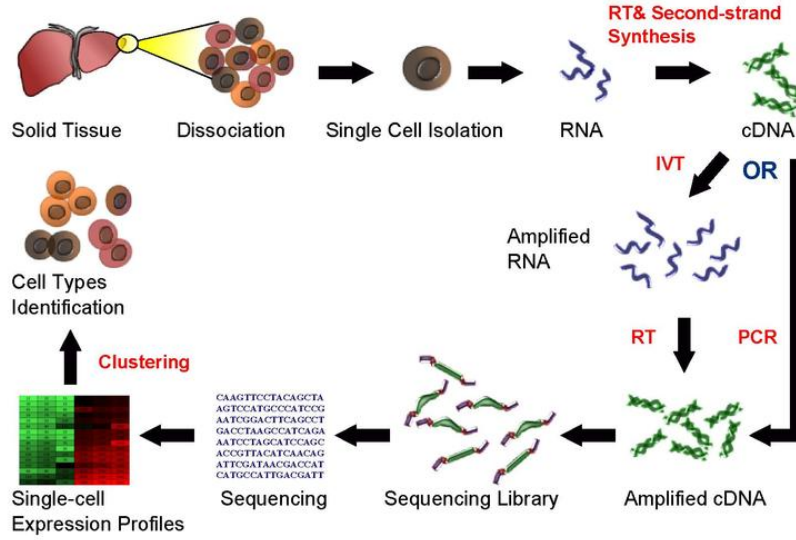 RT& Second-strand
Synthesis
Solid Tissue
Dissociation
Single Cell Isolation
RNA
cDNA
IVT
OR
Amplified
RNA
RT
PCR
Amplified cDNA
Sequencing Library
CAAGTTCCTACAGCTA
AGTCCATGCCCATCCG
AATCGGACTTCAGCCT
GACCTAAGCCATCAGA
AATCCTAGCATCCAGC
ACCGTTACATCAACAG
ATTCGATAACGACCAT
CATGCCATTGACGATT
Sequencing
Single-cell
Expression Profiles
Clustering
Cell Types
Identification